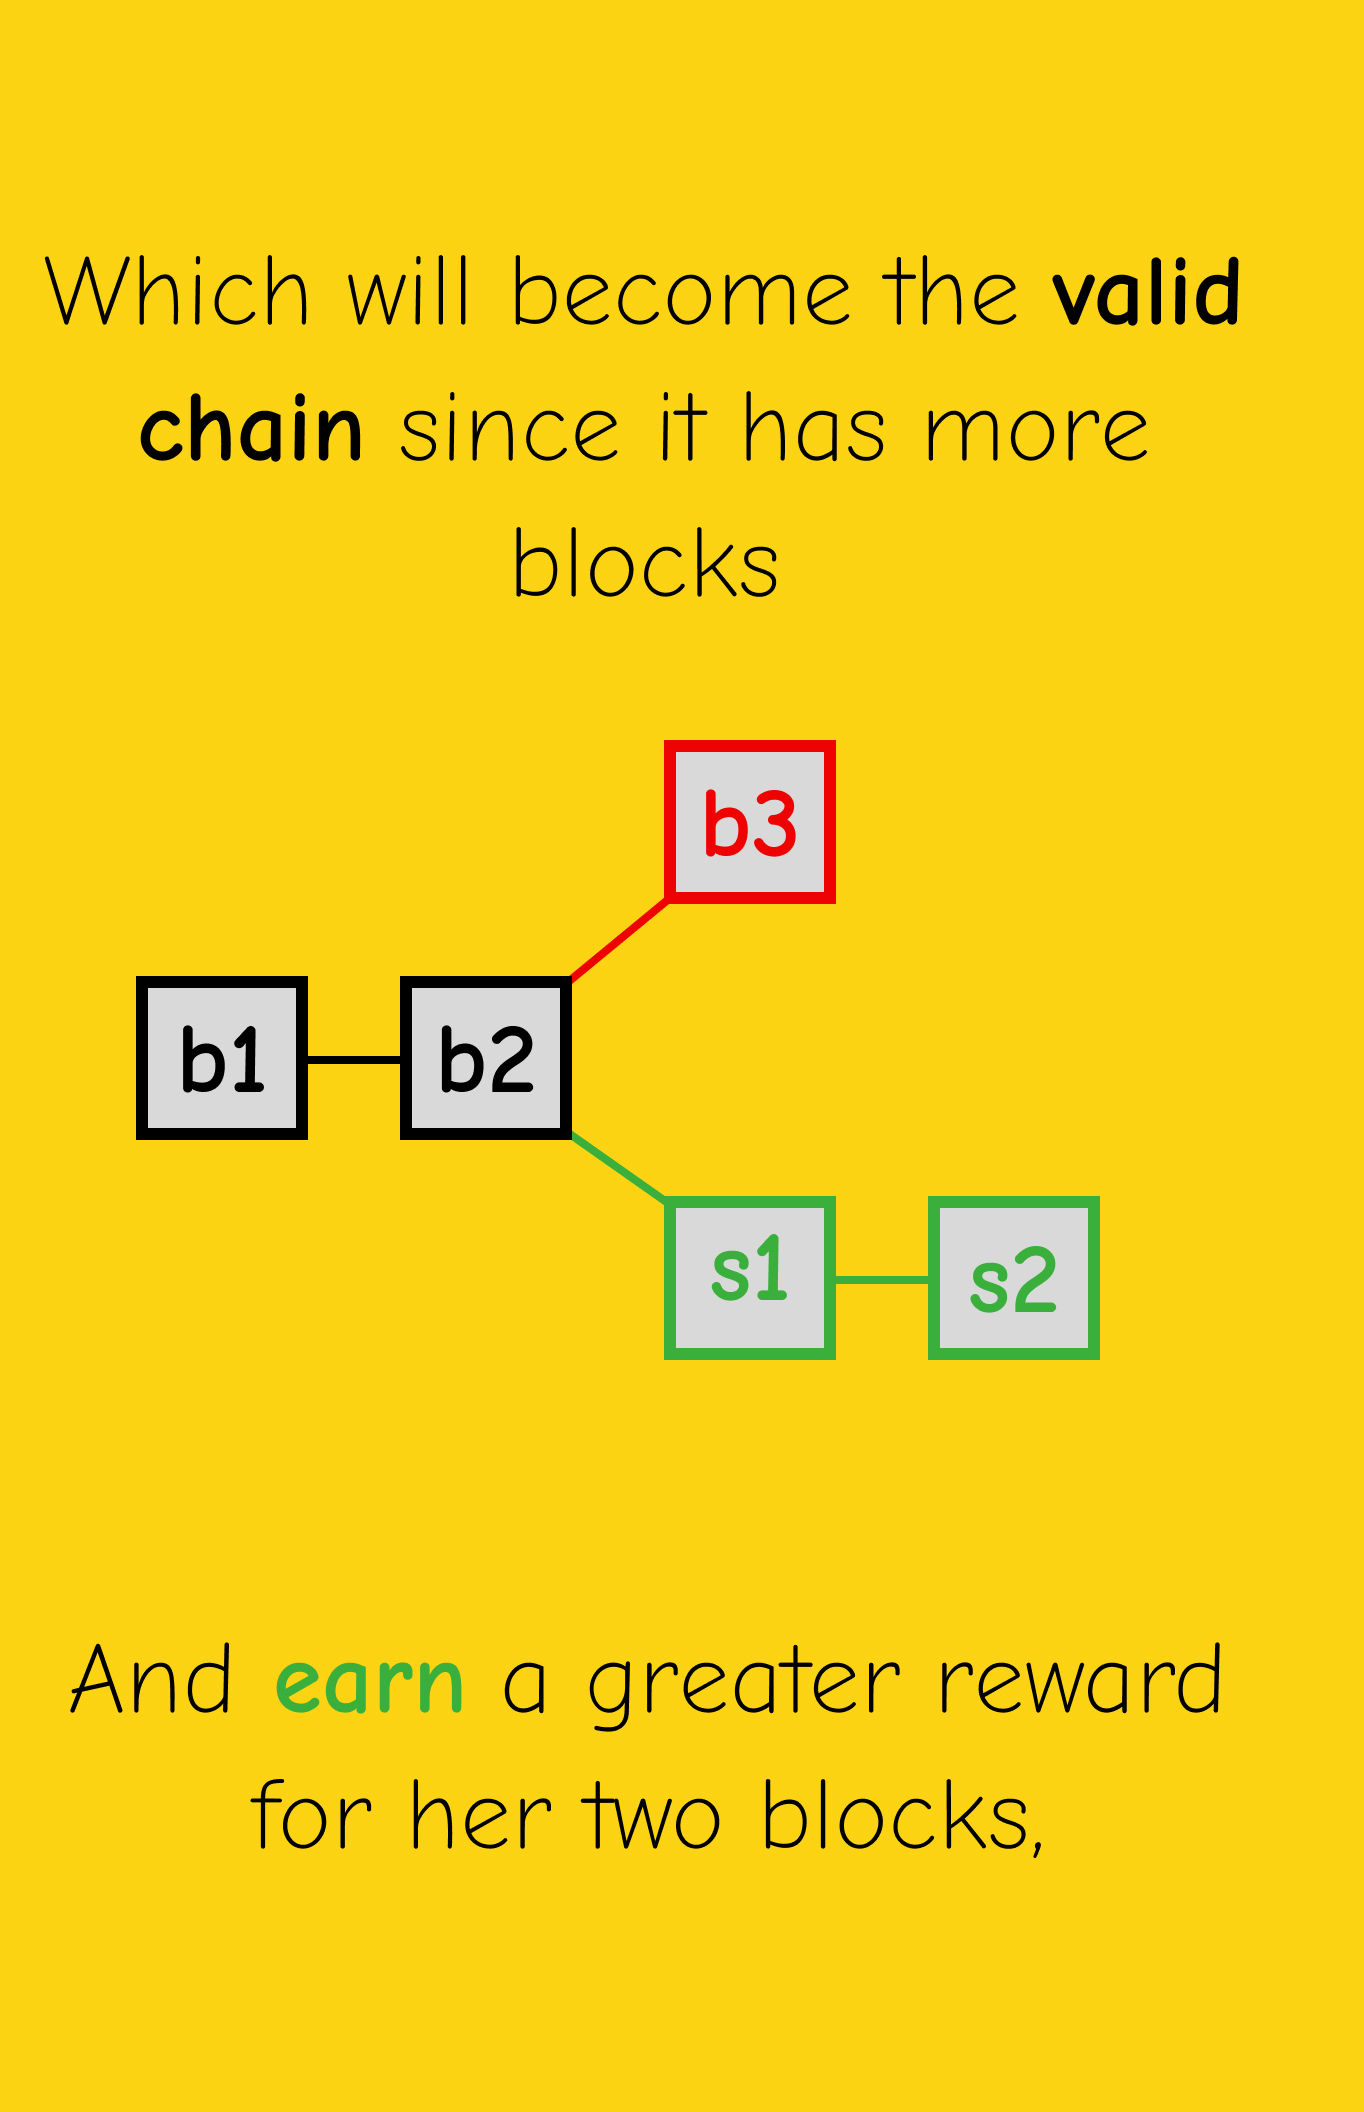 Which will become the valid
chain since it has more
blocks
b3
b1 b2
s1 s2
And earn a greater reward
for her two blocks,